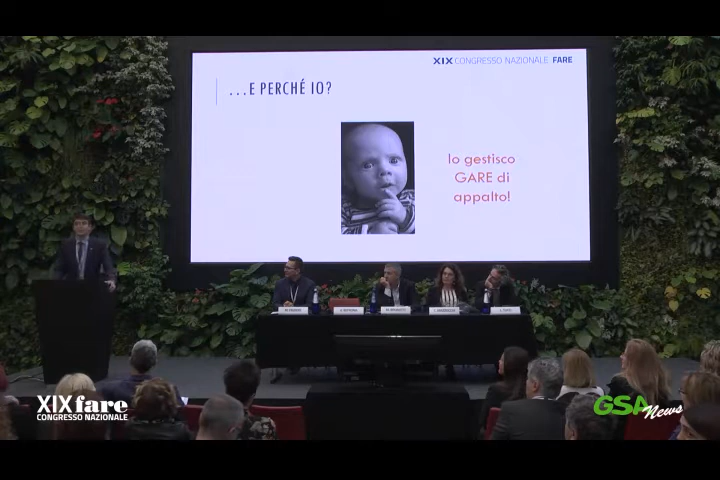 XIX CONGRESSO NAZIONALE FARE
...E PERCHÉ IO?
Io gestisco
GARE di
appalto!
XIX fare
CONGRESSO NAZIONALE
GSA News